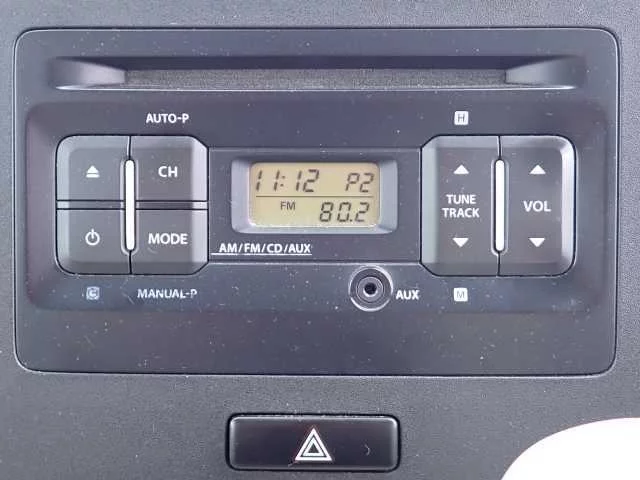 AUTO-P
H
CH
11:12 P2
TUNE
TRACK
VOL
FM 80.2
MODE
AM/FM/CD/AUX
C
MANUAL-P
AUX
M